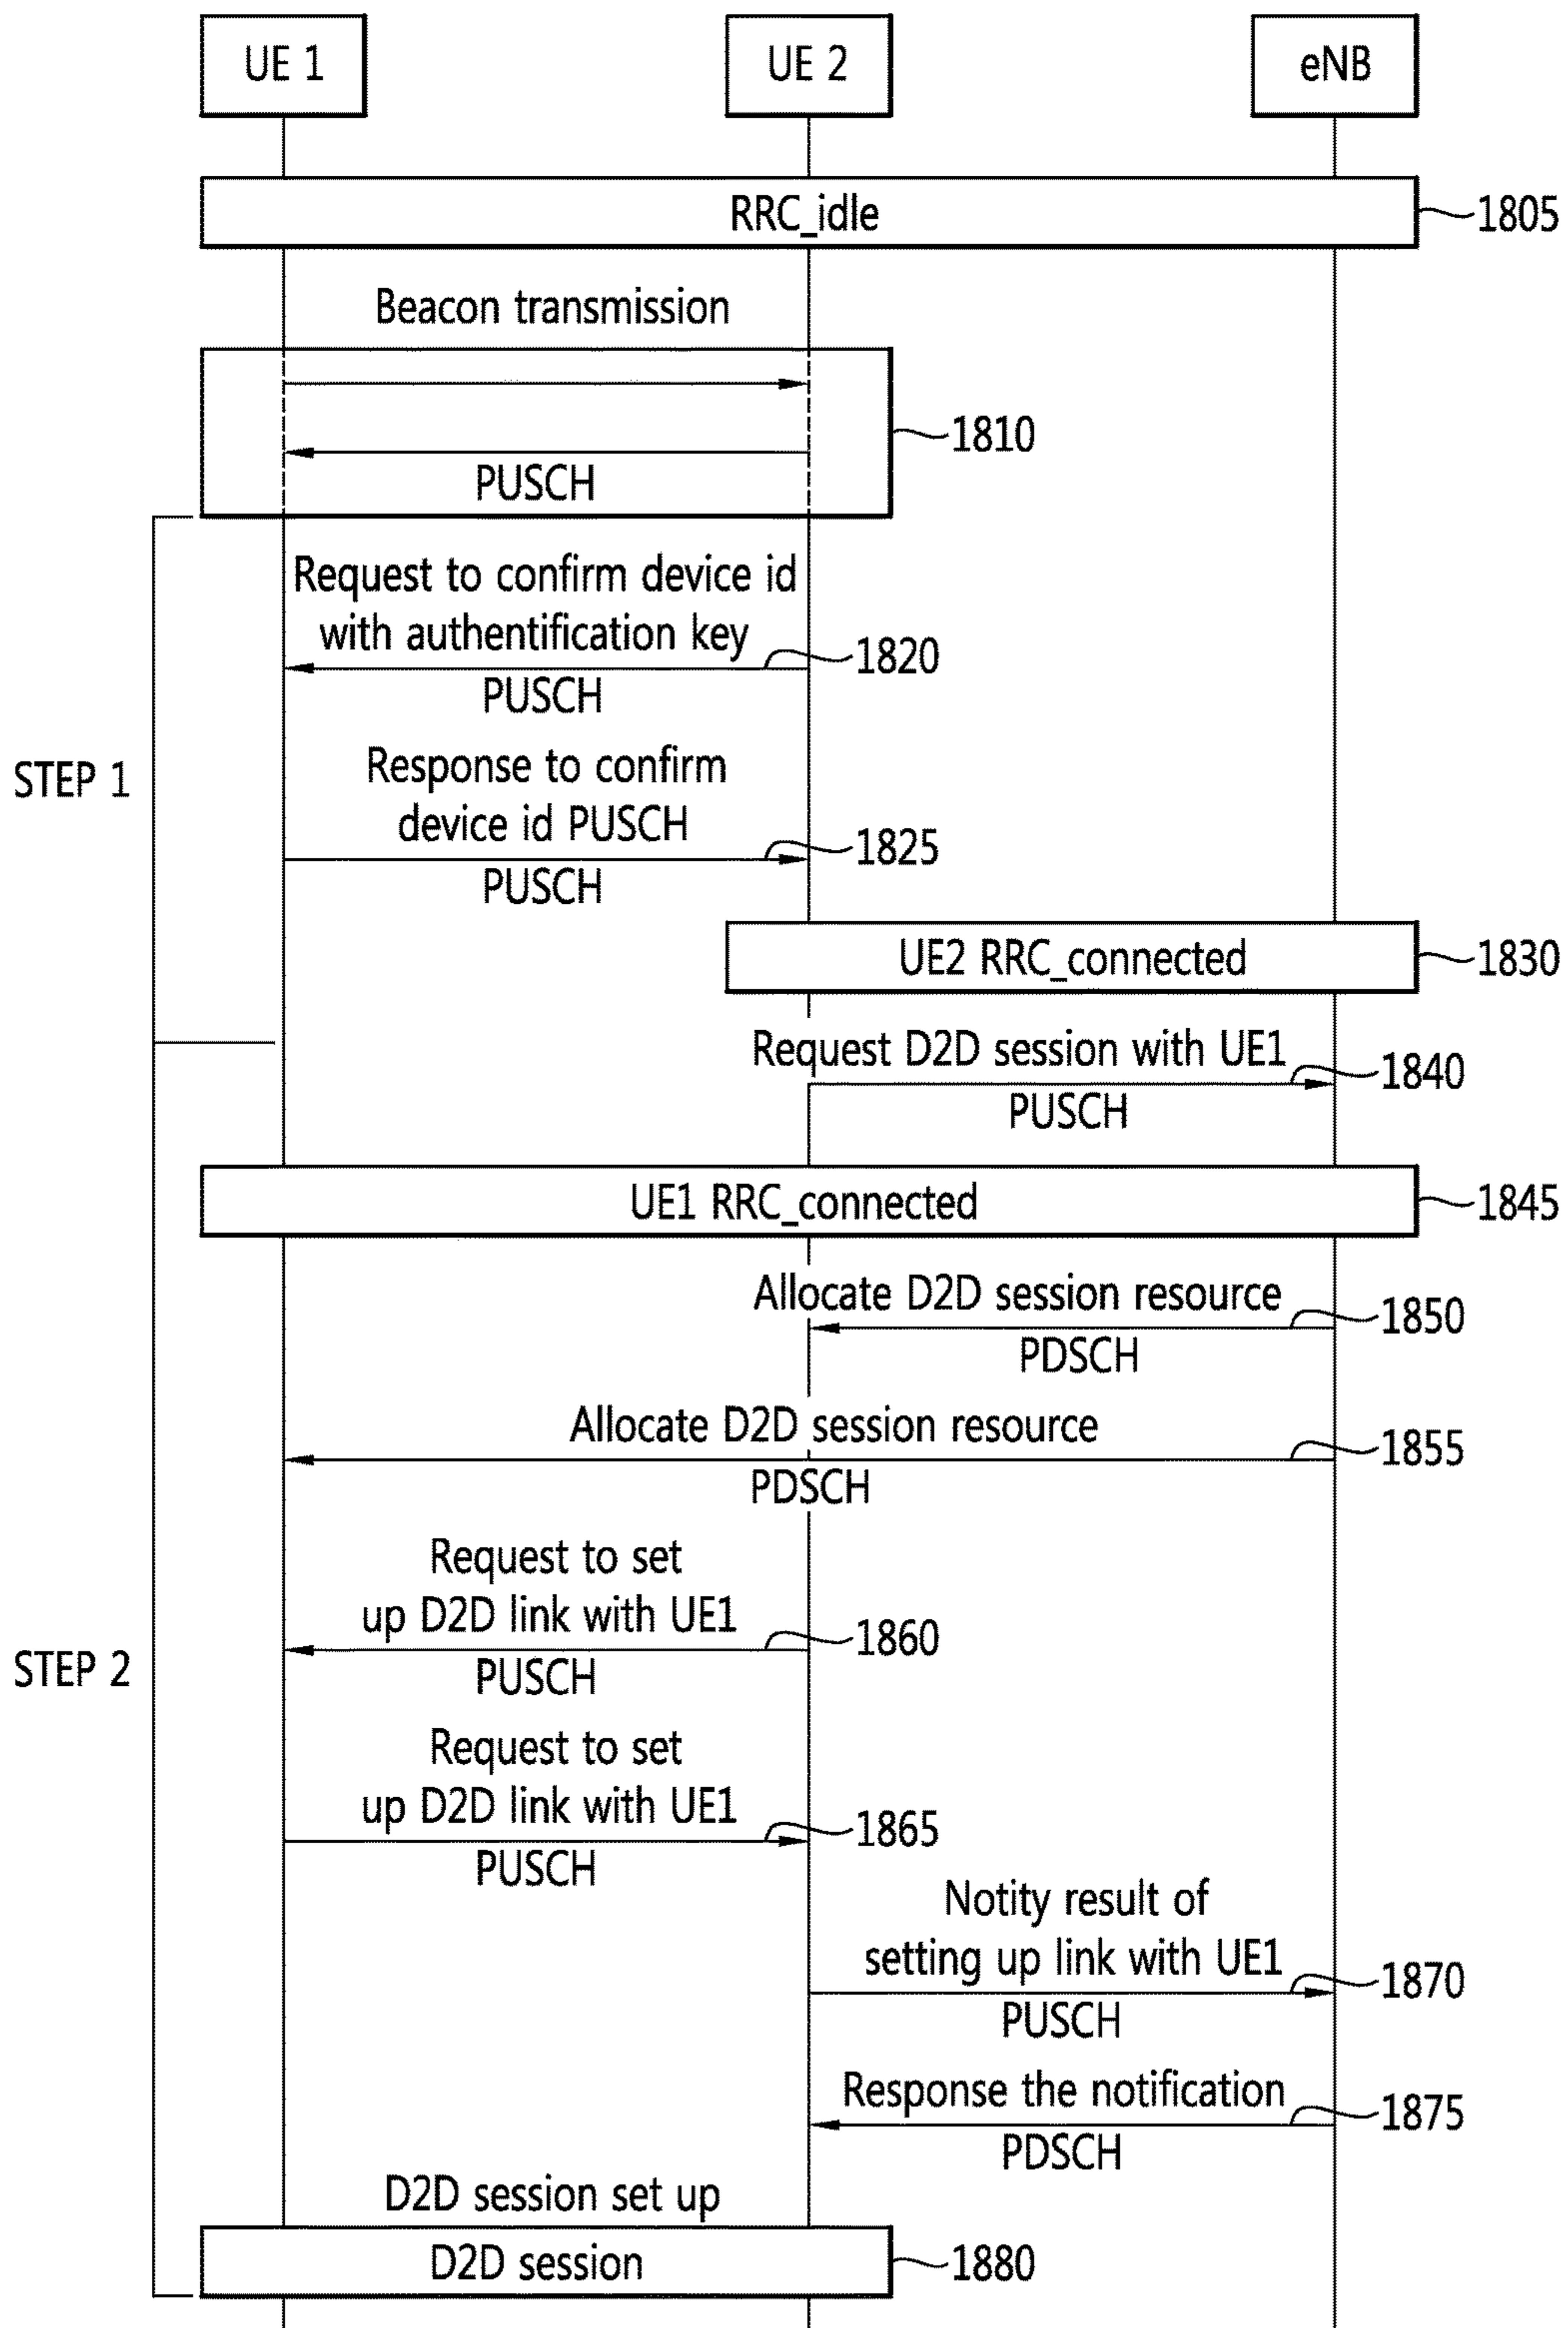 UE 1
UE 2
eNB
RRC_idle
1805
Beacon transmission
1810
PUSCH
Request to confirm device id
with authentification key
1820
PUSCH
STEP 1
Response to confirm
device id PUSCH
1825
PUSCH
UE2 RRC_connected
1830
Request D2D session with UE1
1840
PUSCH
UE1 RRC_connected
1845
Allocate D2D session resource
1850
PDSCH
Allocate D2D session resource
1855
PDSCH
Request to set
up D2D link with UE1
1860
PUSCH
STEP 2
Request to set
up D2D link with UE1
1865
PUSCH
Notity result of
setting up link with UE1
1870
PUSCH
Response the notification
1875
PDSCH
D2D session set up
D2D session
1880